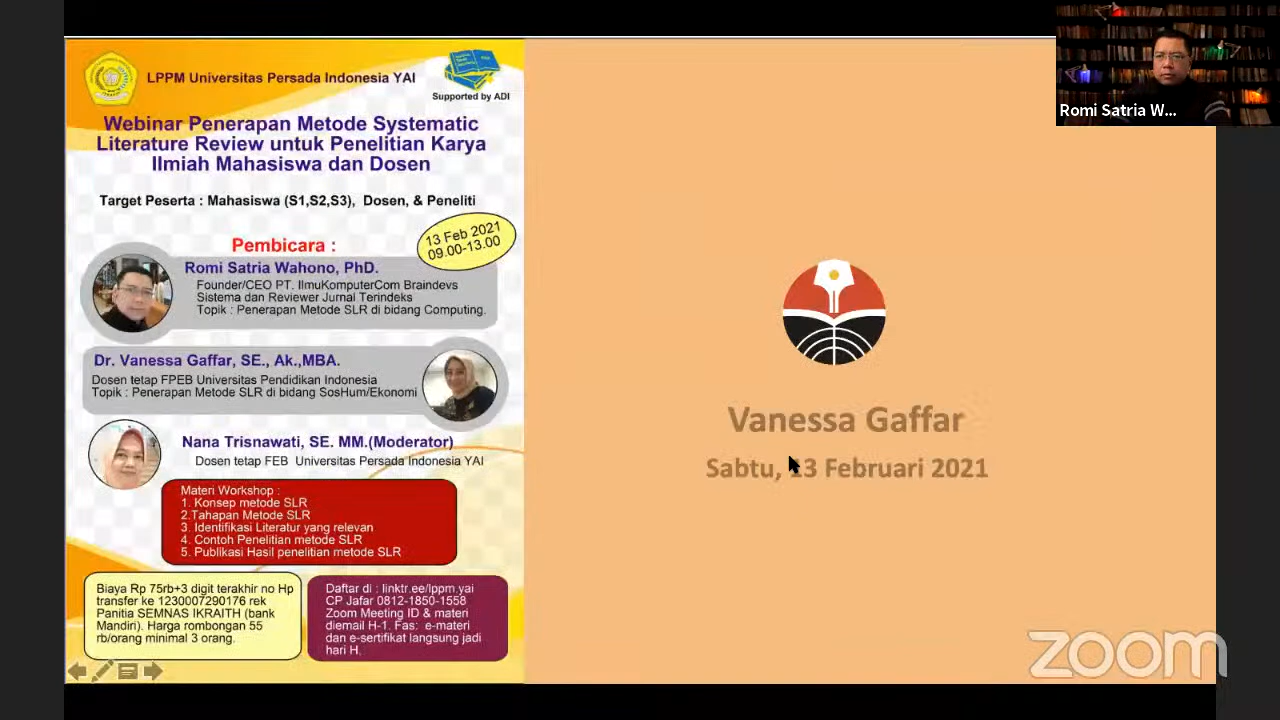 LPPM Universitas Persada Indonesia YAI
Supported by ADI
Webinar Penerapan Metode Systematic
Literature Review untuk Penelitian Karya
Ilmiah Mahasiswa dan Dosen
Target Peserta : Mahasiswa (S1,S2,S3), Dosen, & Peneliti
13 Feb 2021
09.00-13.00
Pembicara :
Romi Satria Wahono, PhD.
Founder/CEO PT. IlmuKomputerCom Braindevs
Sistema dan Reviewer Jurnal Terindeks
Topik : Penerapan Metode SLR di bidang Computing.
Dr. Vanessa Gaffar, SE., Ak.,MBA.
Dosen tetap FPEB Universitas Pendidikan Indonesia
Topik : Penerapan Metode SLR di bidang SosHum/Ekonomi
Nana Trisnawati, SE. MM.(Moderator)
Dosen tetap FEB Universitas Persada Indonesia YAI
Materi Workshop :
1. Konsep metode SLR
2.Tahapan Metode SLR
3. Identifikasi Literatur yang relevan
4. Contoh Penelitian metode SLR
5. Publikasi Hasil penelitian metode SLR
Biaya Rp 75rb+3 digit terakhir no Hp
transfer ke 1230007290176 rek
Panitia SEMNAS IKRAITH (bank
Mandiri). Harga rombongan 55
rb/orang minimal 3 orang.
Daftar di : linktr.ee/lppm.yai
CP Jafar 0812-1850-1558
Zoom Meeting ID & materi
diemail H-1. Fas: e-materi
dan e-sertifikat langsung jadi
hari H.
Vanessa Gaffar
Sabtu, 13 Februari 2021
Romi Satria W...
zoom